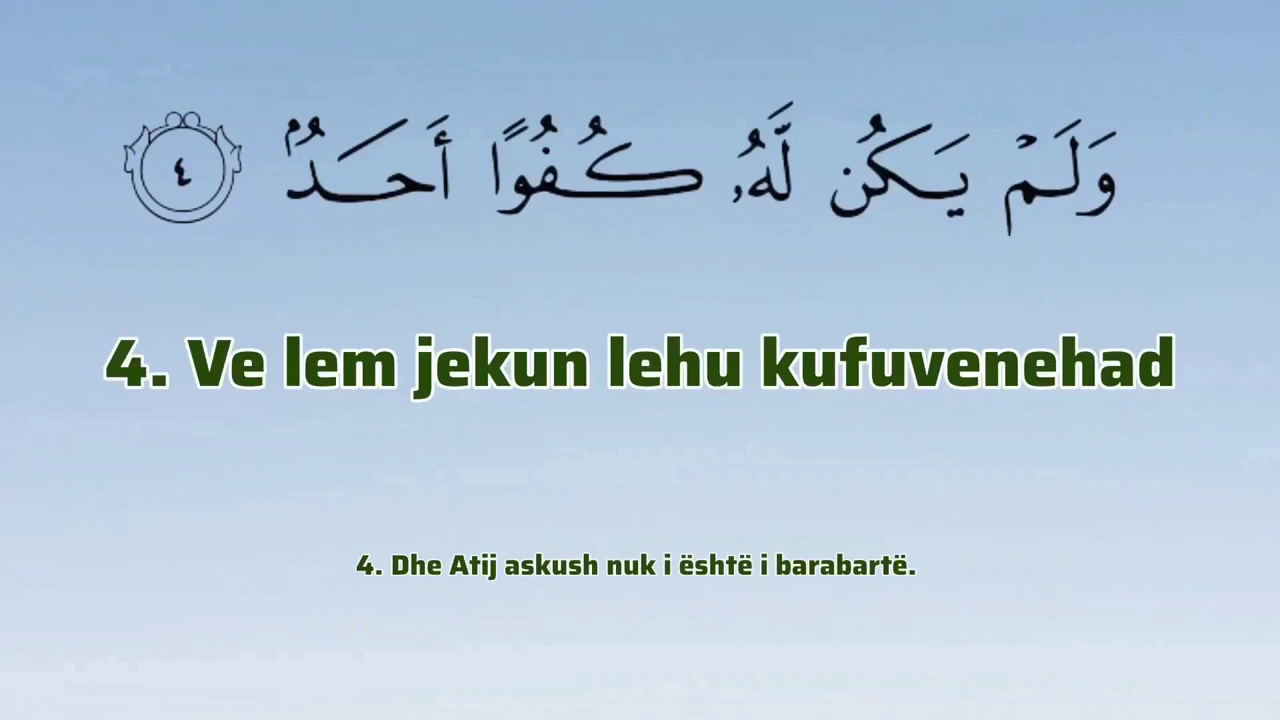 وَلَمْ يَكُن لَّهُۥ كُفُوًا أَحَدٌۢ ٤
4. Ve lem jekun lehu kufuvenehad
4. Dhe Atij askush nuk i është i barabartë.